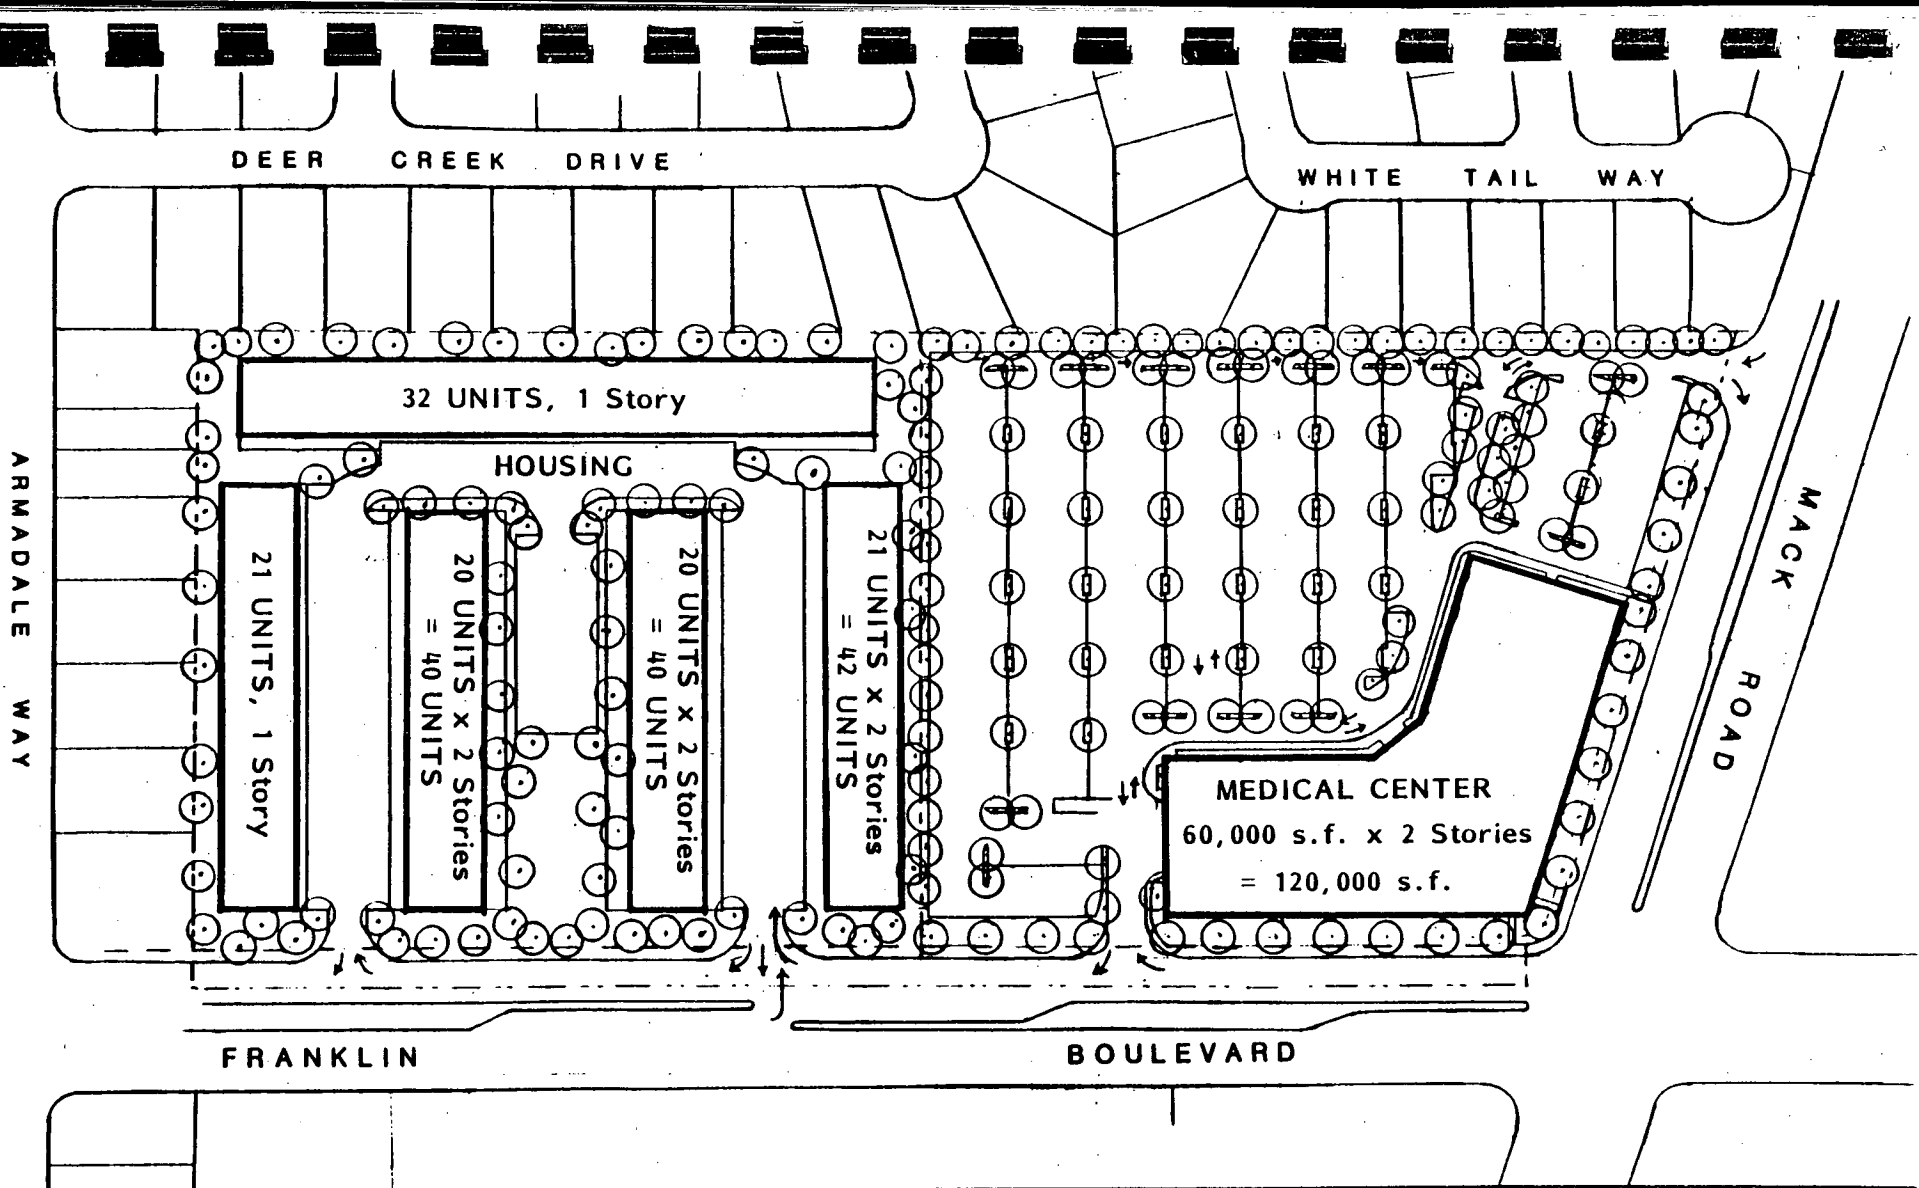 DEER CREEK DRIVE
WHITE TAIL WAY
32 UNITS, 1 Story
HOUSING
21 UNITS, 1 Story
20 UNITS x 2 Stories
= 40 UNITS
20 UNITS x 2 Stories
= 40 UNITS
21 UNITS x 2 Stories
= 42 UNITS
MEDICAL CENTER
60,000 s.f. x 2 Stories
= 120,000 s.f.
ARMADALE WAY
MACK ROAD
FRANKLIN BOULEVARD